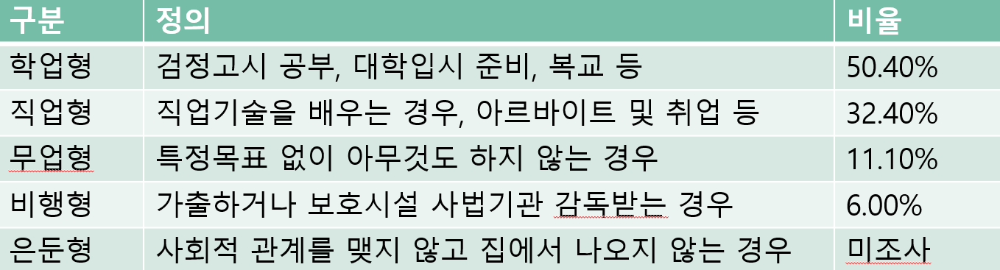 구분 정의 비율
학업형 검정고시 공부, 대학입시 준비, 복교 등 50.40%
직업형 직업기술을 배우는 경우, 아르바이트 및 취업 등 32.40%
무업형 특정목표 없이 아무것도 하지 않는 경우 11.10%
비행형 가출하거나 보호시설 사법기관 감독받는 경우 6.00%
은둔형 사회적 관계를 맺지 않고 집에서 나오지 않는 경우 미조사